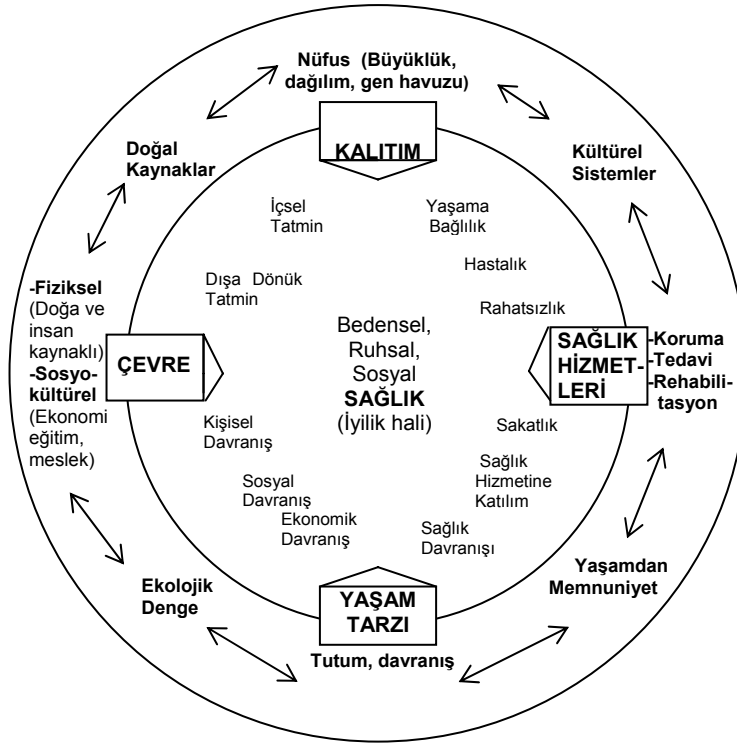 Nüfus (Büyüklük,
dağılım, gen havuzu)
KALITIM
Doğal
Kaynaklar
Kültürel
Sistemler
İçsel
Tatmin
Yaşama
Bağlılık
Hastalık
Dışa Dönük
Tatmin
Rahatsızlık
-Fiziksel
(Doğa ve
insan
kaynaklı)
-Sosyo-
kültürel
(Ekonomi
eğitim,
meslek)
ÇEVRE
Bedensel,
Ruhsal,
Sosyal
SAĞLIK
(İyilik hali)
SAĞLIK
HİZMET-
LERİ
-Koruma
-Tedavi
-Rehabili-
tasyon
Kişisel
Davranış
Sakatlık
Sosyal
Davranış
Sağlık
Hizmetine
Katılım
Ekonomik
Davranış
Sağlık
Davranışı
Ekolojik
Denge
Yaşamdan
Memnuniyet
YAŞAM
TARZI
Tutum, davranış